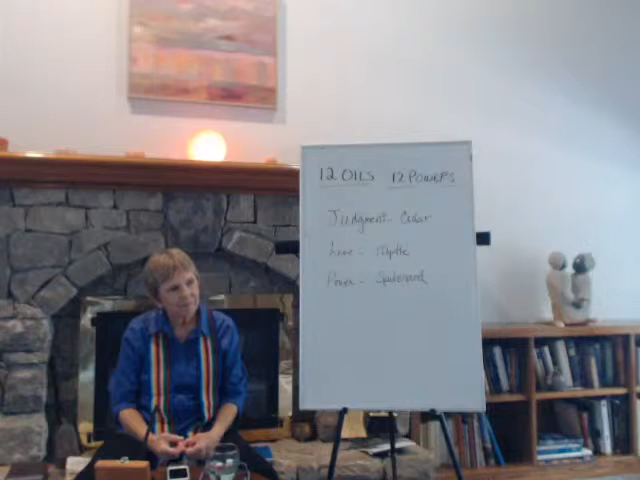 12 OILS 12 POWERS
Judgment - Cedar
Love - Myrtle
Power - Spikenard